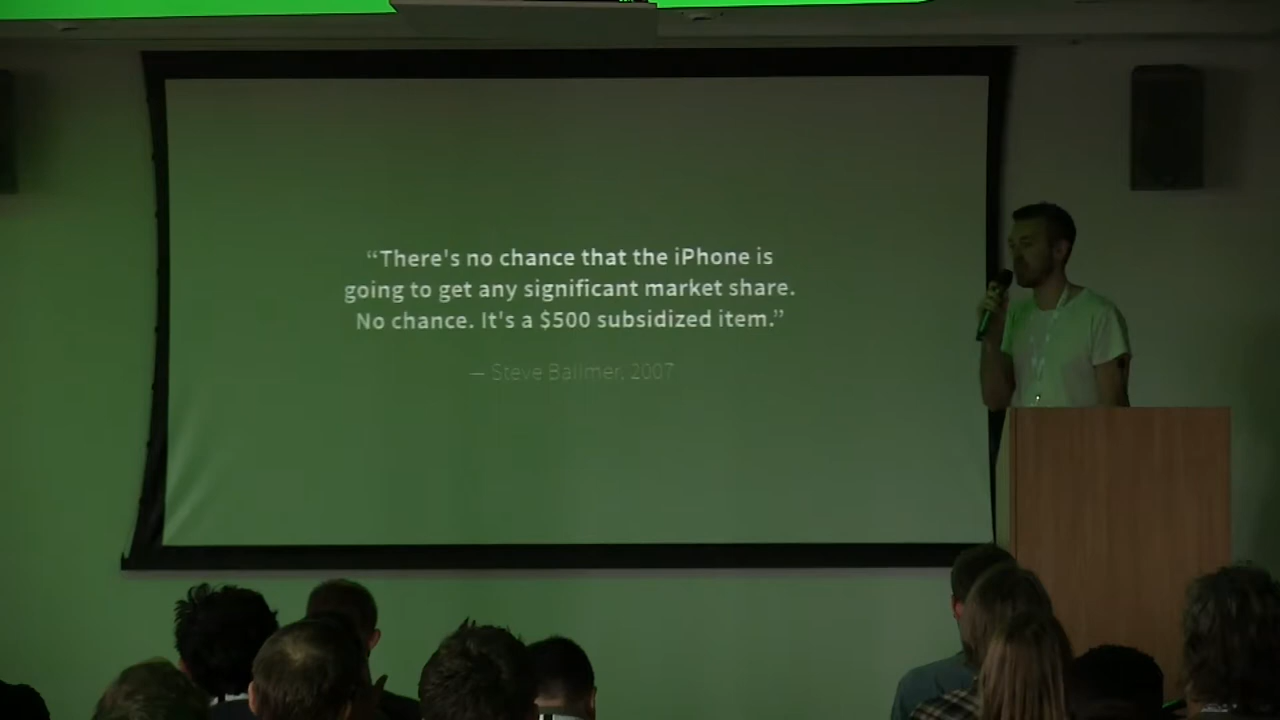 “There's no chance that the iPhone is
going to get any significant market share.
No chance. It's a $500 subsidized item.”
— Steve Ballmer, 2007